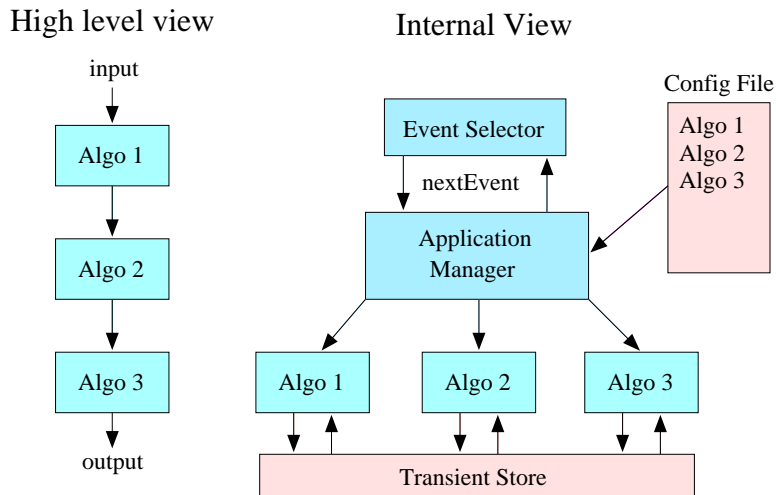 High level view
input
Algo 1
Algo 2
Algo 3
output
Internal View
Event Selector
nextEvent
Application
Manager
Config File
Algo 1
Algo 2
Algo 3
Algo 1
Algo 2
Algo 3
Transient Store